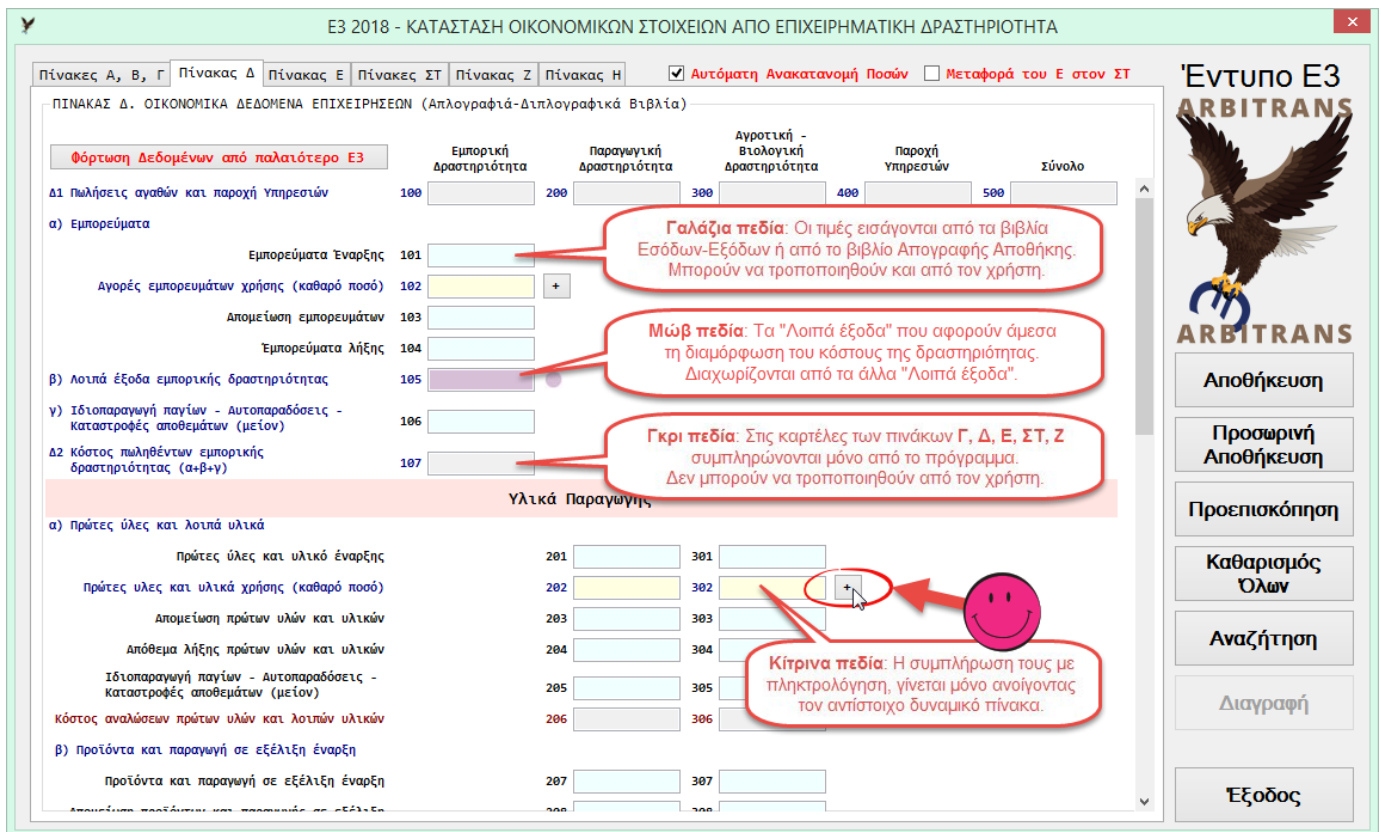 E3 2018 - ΚΑΤΑΣΤΑΣΗ ΟΙΚΟΝΟΜΙΚΩΝ ΣΤΟΙΧΕΙΩΝ ΑΠΟ ΕΠΙΧΕΙΡΗΜΑΤΙΚΗ ΔΡΑΣΤΗΡΙΟΤΗΤΑ
Πίνακες Α, Β, Γ Πίνακας Δ Πίνακας Ε Πίνακες ΣΤ Πίνακας Ζ Πίνακας Η Αυτόματη Ανακατανομή Ποσών Μεταφορά του Ε στον ΣΤ
ΠΙΝΑΚΑΣ Δ. ΟΙΚΟΝΟΜΙΚΑ ΔΕΔΟΜΕΝΑ ΕΠΙΧΕΙΡΗΣΕΩΝ (Απλογραφιά-Διπλογραφικά Βιβλία)
Φόρτωση Δεδομένων από παλαιότερο Ε3
Εμπορική
Δραστηριότητα
Παραγωγική
Δραστηριότητα
Αγροτική -
Βιολογική
Δραστηριότητα
Παροχή
Υπηρεσιών
Σύνολο
Δ1 Πωλήσεις αγαθών και παροχή Υπηρεσιών 100 200 300 400 500
α) Εμπορεύματα
Εμπορεύματα Έναρξης 101
Αγορές εμπορευμάτων χρήσης (καθαρό ποσό) 102 +
Απομείωση εμπορευμάτων 103
Έμπορεύματα λήξης 104
β) Λοιπά έξοδα εμπορικής δραστηριότητας 105
γ) Ιδιοπαραγωγή παγίων - Αυτοπαραδόσεις -
Καταστροφές αποθεμάτων (μείον) 106
Δ2 Κόστος πωληθέντων εμπορικής
δραστηριότητας (α+β+γ) 107
Γαλάζια πεδία: Οι τιμές εισάγονται από τα βιβλία
Εσόδων-Εξόδων ή από το βιβλίο Απογραφής Αποθήκης.
Μπορούν να τροποποιηθούν και από τον χρήστη.
Μώβ πεδία: Τα "Λοιπά έξοδα" που αφορούν άμεσα
τη διαμόρφωση του κόστους της δραστηριότητας.
Διαχωρίζονται από τα άλλα "Λοιπά έξοδα".
Γκρι πεδία: Στις καρτέλες των πινάκων Γ, Δ, Ε, ΣΤ, Ζ
συμπληρώνονται μόνο από το πρόγραμμα.
Δεν μπορούν να τροποποιηθούν από τον χρήστη.
Υλικά Παραγωγής
α) Πρώτες ύλες και λοιπά υλικά
Πρώτες ύλες και υλικό έναρξης 201 301
Πρώτες υλες και υλικά χρήσης (καθαρό ποσό) 202 302 +
Απομείωση πρώτων υλών και υλικών 203 303
Απόθεμα λήξης πρώτων υλών και υλικών 204 304
Ιδιοπαραγωγή παγίων - Αυτοπαραδόσεις -
Καταστροφές αποθεμάτων (μείον) 205 305
Κόστος αναλώσεων πρώτων υλών και λοιπών υλικών 206 306
Κίτρινα πεδία: Η συμπλήρωση τους με
πληκτρολόγηση, γίνεται μόνο ανοίγοντας
τον αντίστοιχο δυναμικό πίνακα.
β) Προϊόντα και παραγωγή σε εξέλιξη έναρξη
Προϊόντα και παραγωγή σε εξέλιξη έναρξη 207 307
Απομείωση προϊόντων και παραγωγής σε εξέλιξη 208 308
Έντυπο Ε3
ARBITRANS
ARBITRANS
Αποθήκευση
Προσωρινή
Αποθήκευση
Προεπισκόπηση
Καθαρισμός
Όλων
Αναζήτηση
Διαγραφή
Έξοδος